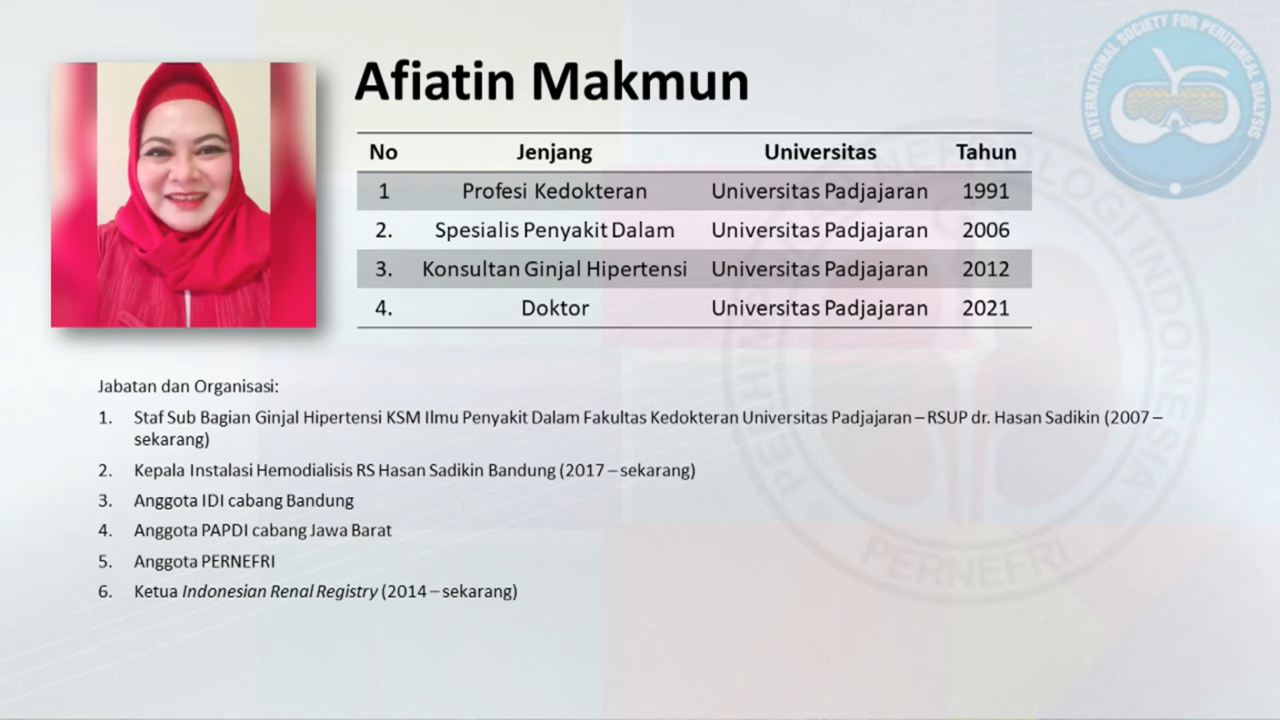 Afiatin Makmun
INTERNATIONAL SOCIETY FOR PERITONEAL DIALYSIS
No Jenjang Universitas Tahun
1 Profesi Kedokteran Universitas Padjajaran 1991
2. Spesialis Penyakit Dalam Universitas Padjajaran 2006
3. Konsultan Ginjal Hipertensi Universitas Padjajaran 2012
4. Doktor Universitas Padjajaran 2021
Jabatan dan Organisasi:
1. Staf Sub Bagian Ginjal Hipertensi KSM Ilmu Penyakit Dalam Fakultas Kedokteran Universitas Padjajaran – RSUP dr. Hasan Sadikin (2007 –
sekarang)
2. Kepala Instalasi Hemodialisis RS Hasan Sadikin Bandung (2017 – sekarang)
3. Anggota IDI cabang Bandung
4. Anggota PAPDI cabang Jawa Barat
5. Anggota PERNEFRI
6. Ketua Indonesian Renal Registry (2014 – sekarang)
INDONESIA
PERNEFRI